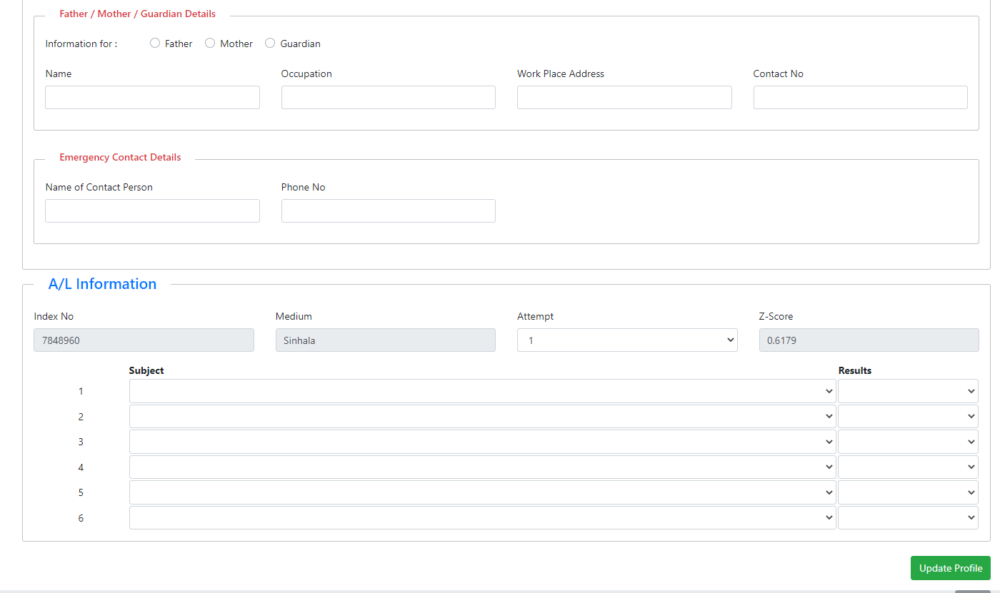 Father / Mother / Guardian Details
Information for : Father Mother Guardian
Name Occupation Work Place Address Contact No
Emergency Contact Details
Name of Contact Person Phone No
A/L Information
Index No Medium Attempt Z-Score
7848960 Sinhala 1 0.6179
Subject Results
1
2
3
4
5
6
Update Profile